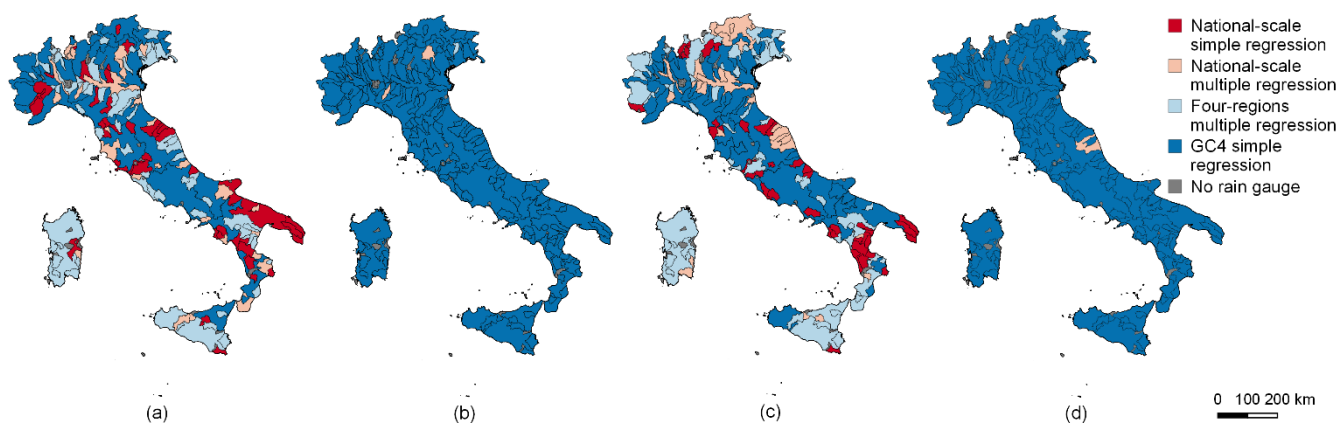 National-scale
simple regression
National-scale
multiple regression
Four-regions
multiple regression
GC4 simple
regression
No rain gauge
0 100 200 km
(a)
(b)
(c)
(d)